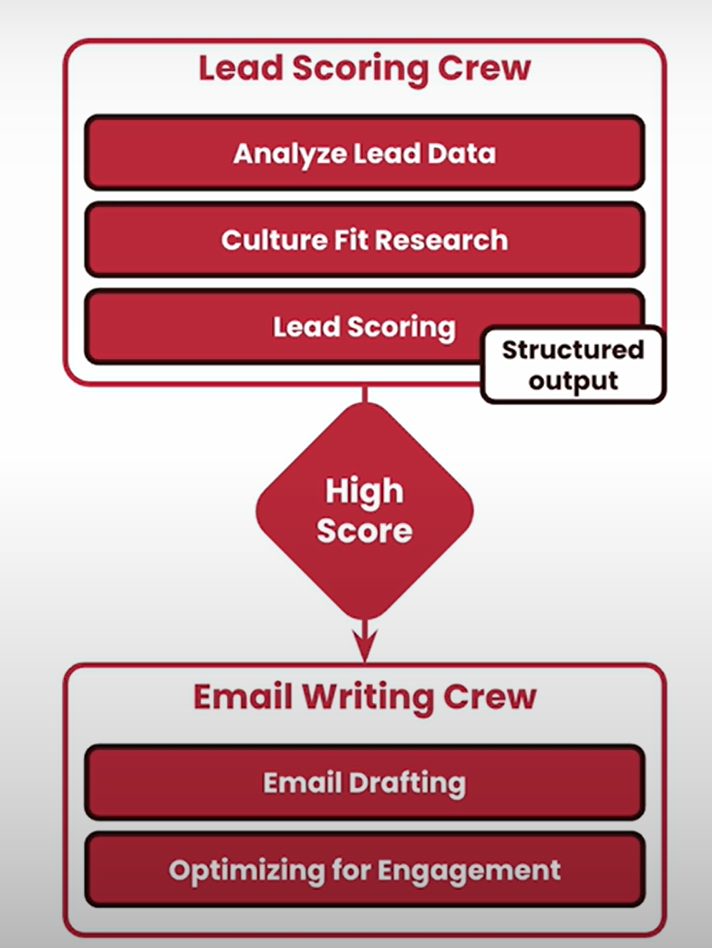 Lead Scoring Crew
Analyze Lead Data
Culture Fit Research
Lead Scoring
Structured
output
High
Score
Email Writing Crew
Email Drafting
Optimizing for Engagement